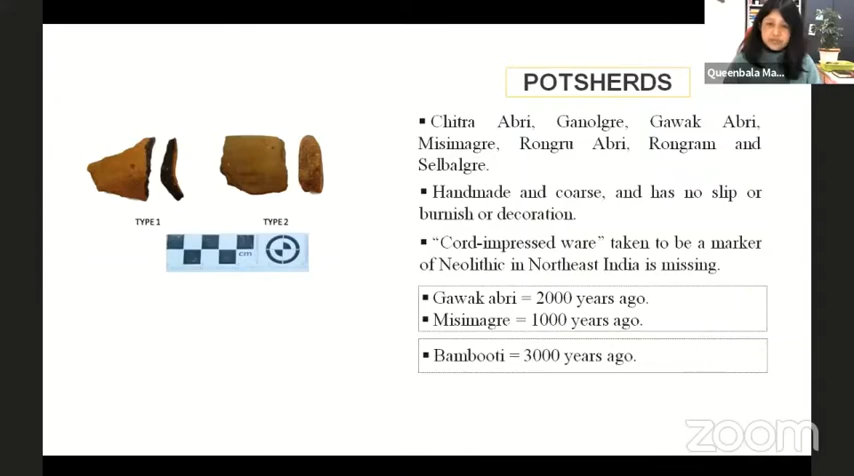 Queenbala Ma...
POTSHERDS
▪ Chitra Abri, Ganolgre, Gawak Abri,
Misimagre, Rongru Abri, Rongram and
Selbalgre.
▪ Handmade and coarse, and has no slip or
burnish or decoration.
▪ “Cord-impressed ware” taken to be a marker
of Neolithic in Northeast India is missing.
▪ Gawak abri = 2000 years ago.
▪ Misimagre = 1000 years ago.
▪ Bambooti = 3000 years ago.
TYPE 1
TYPE 2
cm
zoom